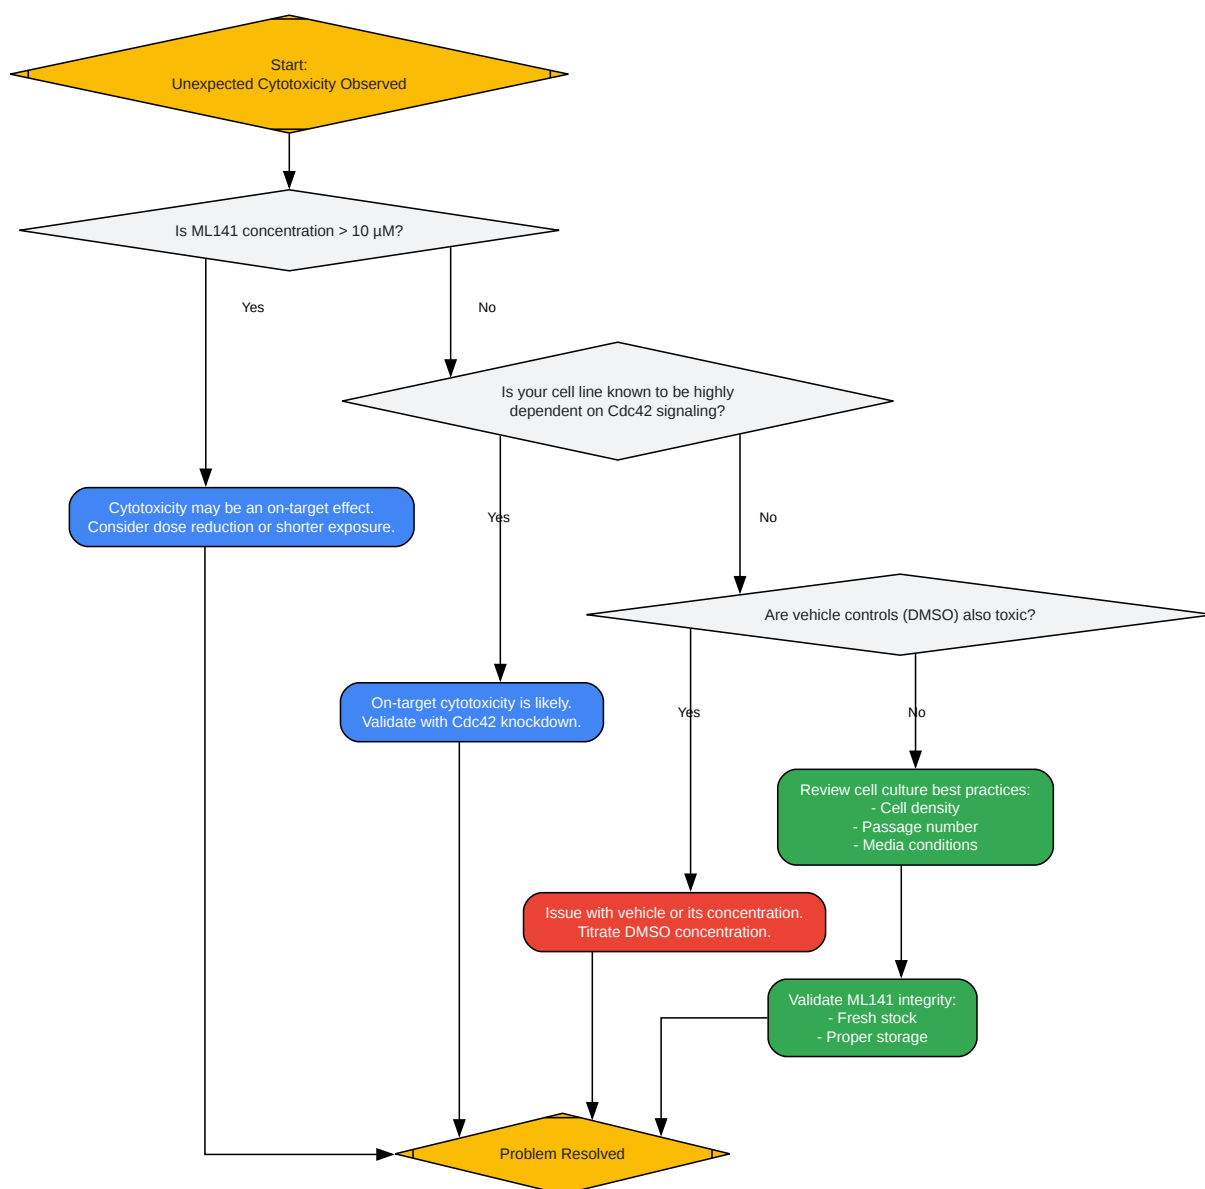 Start:
Unexpected Cytotoxicity Observed
Is ML141 concentration > 10 µM?
Yes
No
Is your cell line known to be highly
dependent on Cdc42 signaling?
Cytotoxicity may be an on-target effect.
Consider dose reduction or shorter exposure.
Yes
No
Are vehicle controls (DMSO) also toxic?
On-target cytotoxicity is likely.
Validate with Cdc42 knockdown.
Yes
No
Review cell culture best practices:
- Cell density
- Passage number
- Media conditions
Issue with vehicle or its concentration.
Titrate DMSO concentration.
Validate ML141 integrity:
- Fresh stock
- Proper storage
Problem Resolved